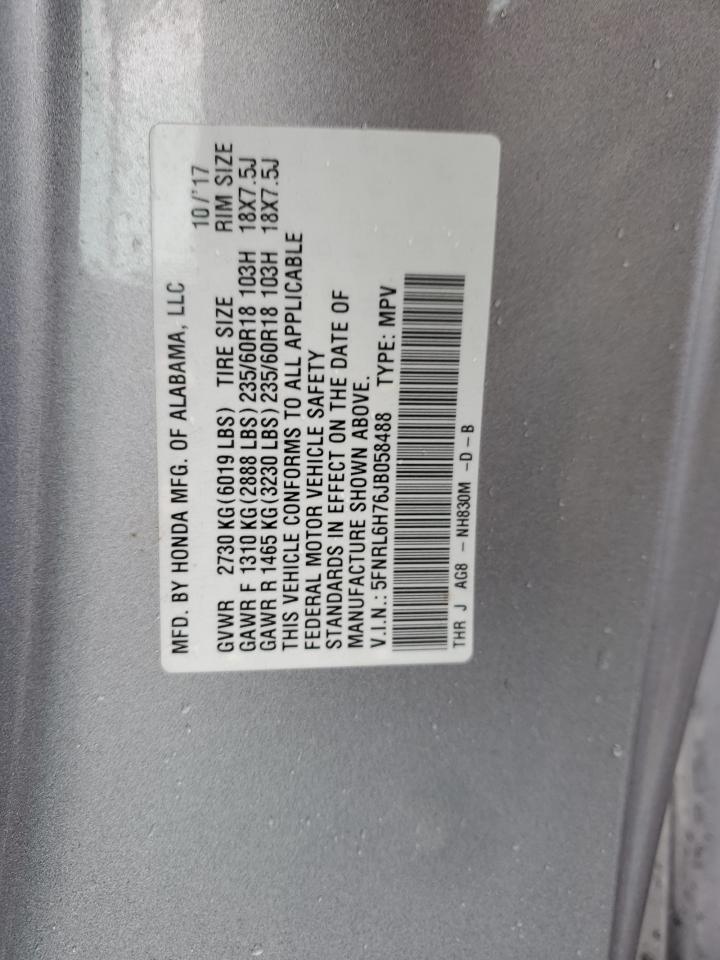 MFD. BY HONDA MFG. OF ALABAMA, LLC 10/'17
GVWR 2730 KG(6019 LBS) TIRE SIZE RIM SIZE
GAWR F 1310 KG(2888 LBS)235/60R18 103H 18X7.5J
GAWR R 1465 KG(3230 LBS)235/60R18 103H 18X7.5J
THIS VEHICLE CONFORMS TO ALL APPLICABLE
FEDERAL MOTOR VEHICLE SAFETY
STANDARDS IN EFFECT ON THE DATE OF
MANUFACTURE SHOWN ABOVE.
V.I.N.: 5FNRL6H76JB058488 TYPE: MPV
THR J AG8 - NH830M -D-B